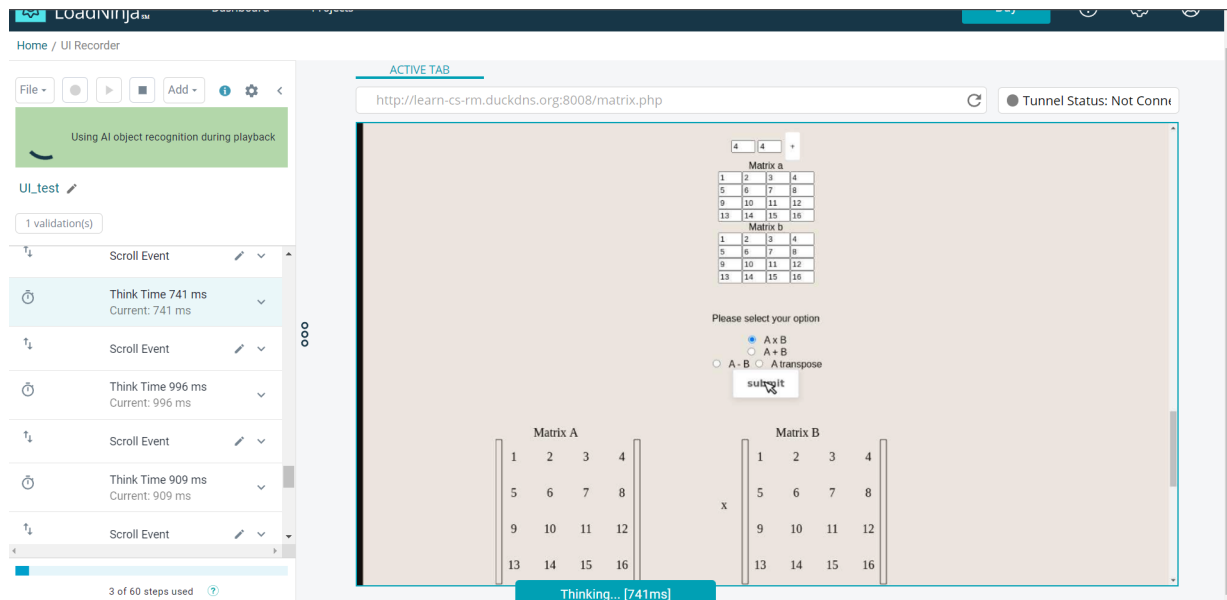 LoadNinja SM
Dashboard Projects Buy
Home / UI Recorder
File Add
Using AI object recognition during playback
UI_test
1 validation(s)
Scroll Event
Think Time 741 ms
Current: 741 ms
Scroll Event
Think Time 996 ms
Current: 996 ms
Scroll Event
Think Time 909 ms
Current: 909 ms
Scroll Event
3 of 60 steps used ?
ACTIVE TAB
http://learn-cs-rm.duckdns.org:8008/matrix.php
Tunnel Status: Not Conne
4 4 +
Matrix a
1 2 3 4
5 6 7 8
9 10 11 12
13 14 15 16
Matrix b
1 2 3 4
5 6 7 8
9 10 11 12
13 14 15 16
Please select your option
A x B
A + B
A - B A transpose
submit
Matrix A Matrix B
1 2 3 4 1 2 3 4
5 6 7 8 x 5 6 7 8
9 10 11 12 9 10 11 12
13 14 15 16 13 14 15 16
Thinking... [741ms]